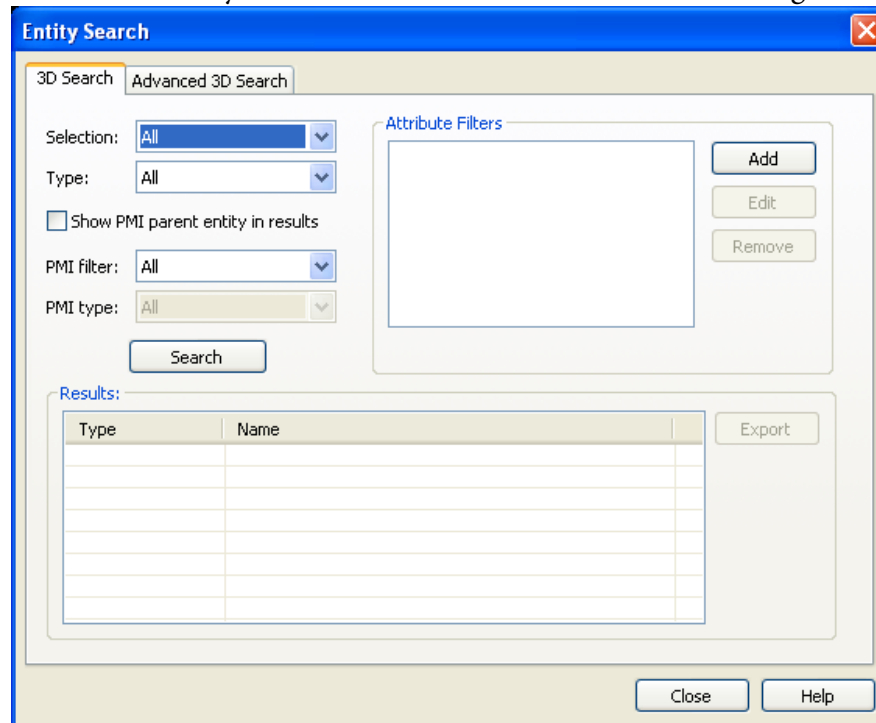 Entity Search
3D Search
Advanced 3D Search
Selection: All
Type: All
Show PMI parent entity in results
PMI filter: All
PMI type: All
Search
Attribute Filters
Add
Edit
Remove
Results:
Type Name
Export
Close Help